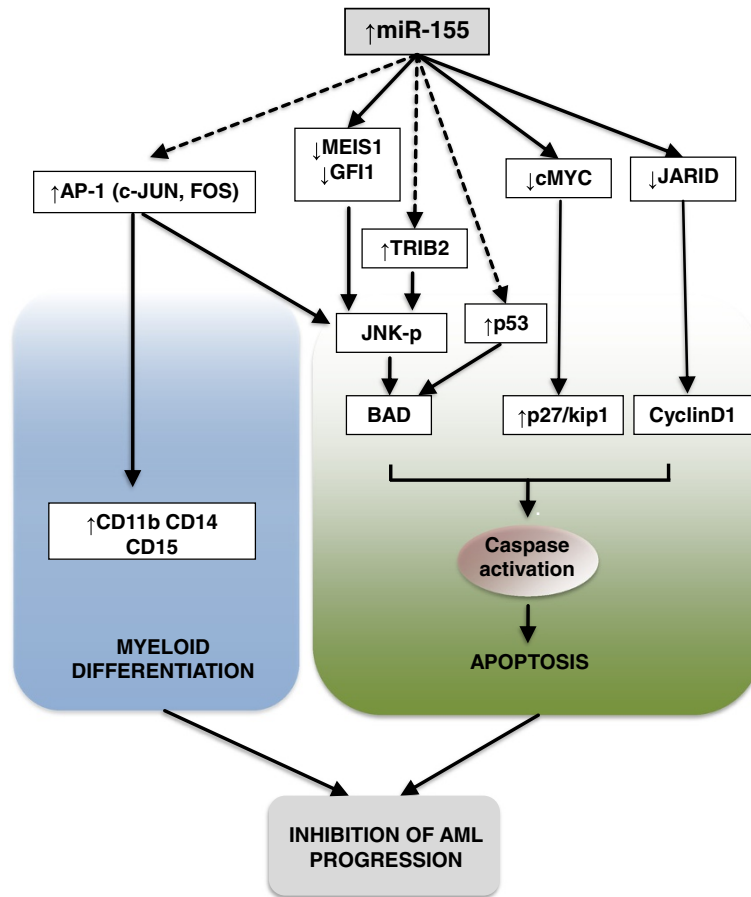 ↑miR-155
↓MEIS1
↓GFI1
↑AP-1 (c-JUN, FOS)
↓cMYC
↓JARID
↑TRIB2
JNK-p
↑p53
BAD
↑p27/kip1
CyclinD1
↑CD11b CD14
CD15
Caspase
activation
MYELOID
DIFFERENTIATION
APOPTOSIS
INHIBITION OF AML
PROGRESSION